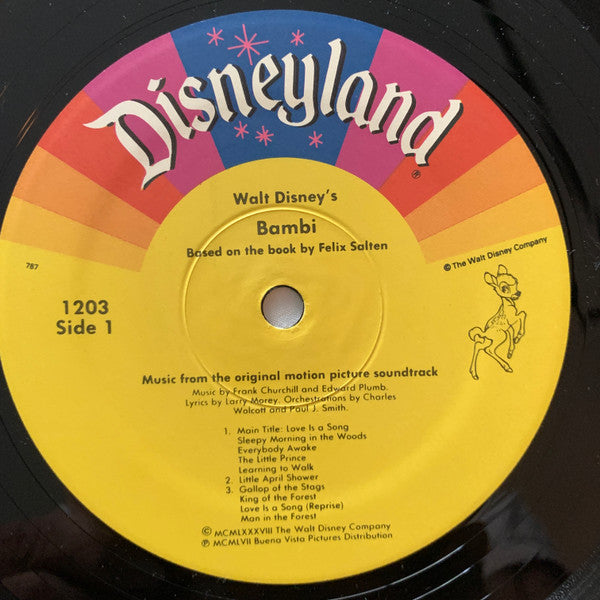 Disneyland
®
Walt Disney's
Bambi
Based on the book by Felix Salten
© The Walt Disney Company
787
1203
Side 1
Music from the original motion picture soundtrack
Music by Frank Churchill and Edward Plumb.
Lyrics by Larry Morey. Orchestrations by Charles
Wolcott and Paul J. Smith.
1. Main Title: Love Is a Song
Sleepy Morning in the Woods
Everybody Awake
The Little Prince
Learning to Walk
2. Little April Shower
3. Gallop of the Stags
King of the Forest
Love Is a Song (Reprise)
Man in the Forest
© MCMLXXXVIII The Walt Disney Company
℗ MCMLVII Buena Vista Pictures Distribution